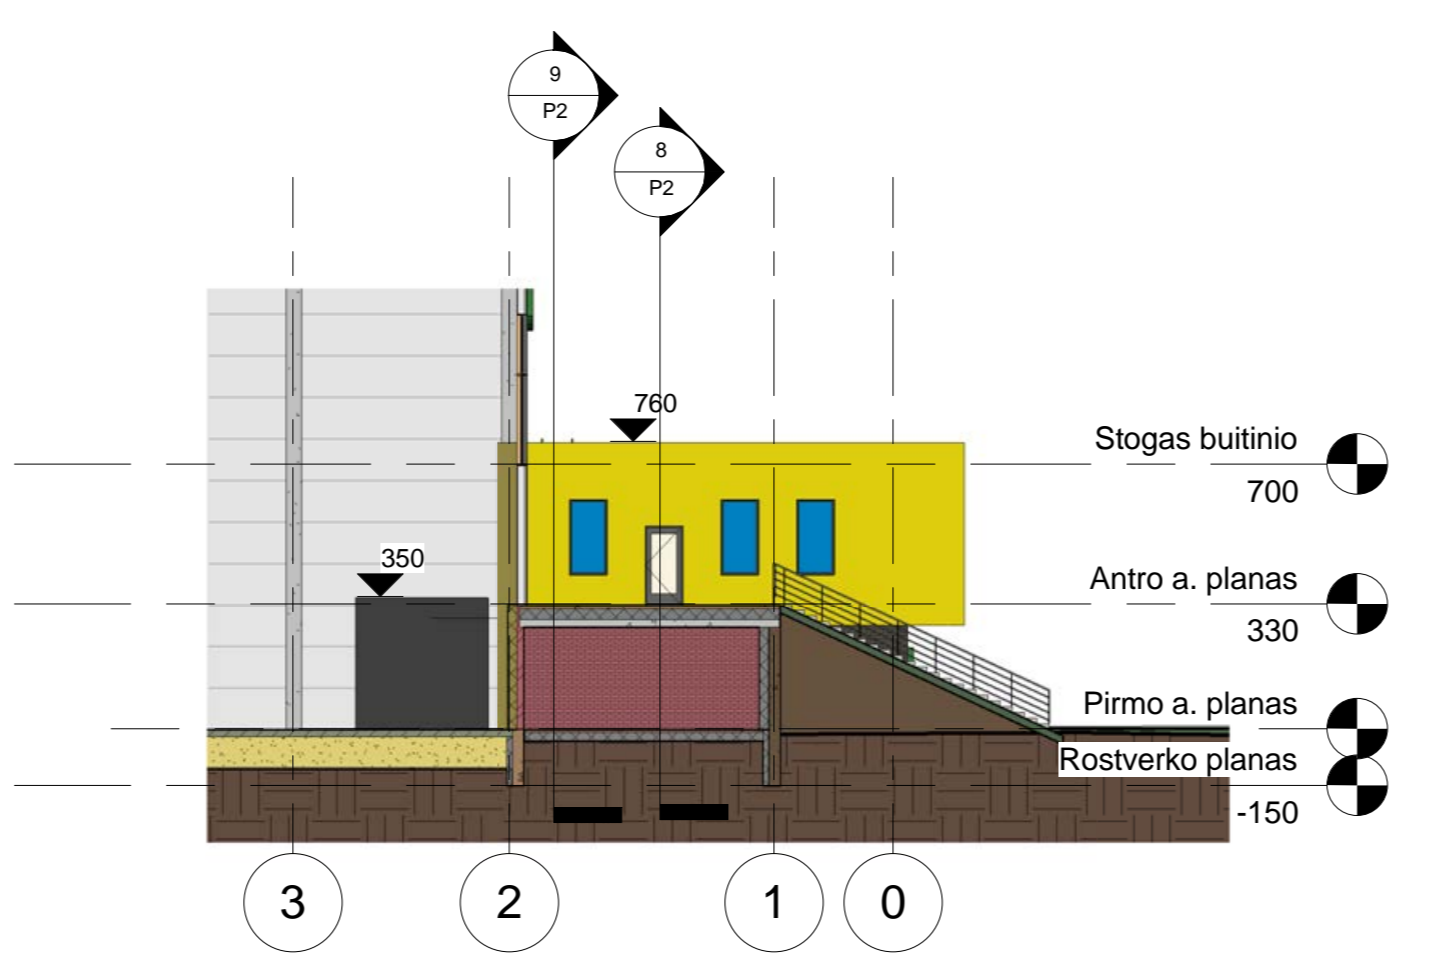 9
P2
8
P2
760
Stogas buitinio
700
350
Antro a. planas
330
Pirmo a. planas
Rostverko planas
-150
3
2
1
0